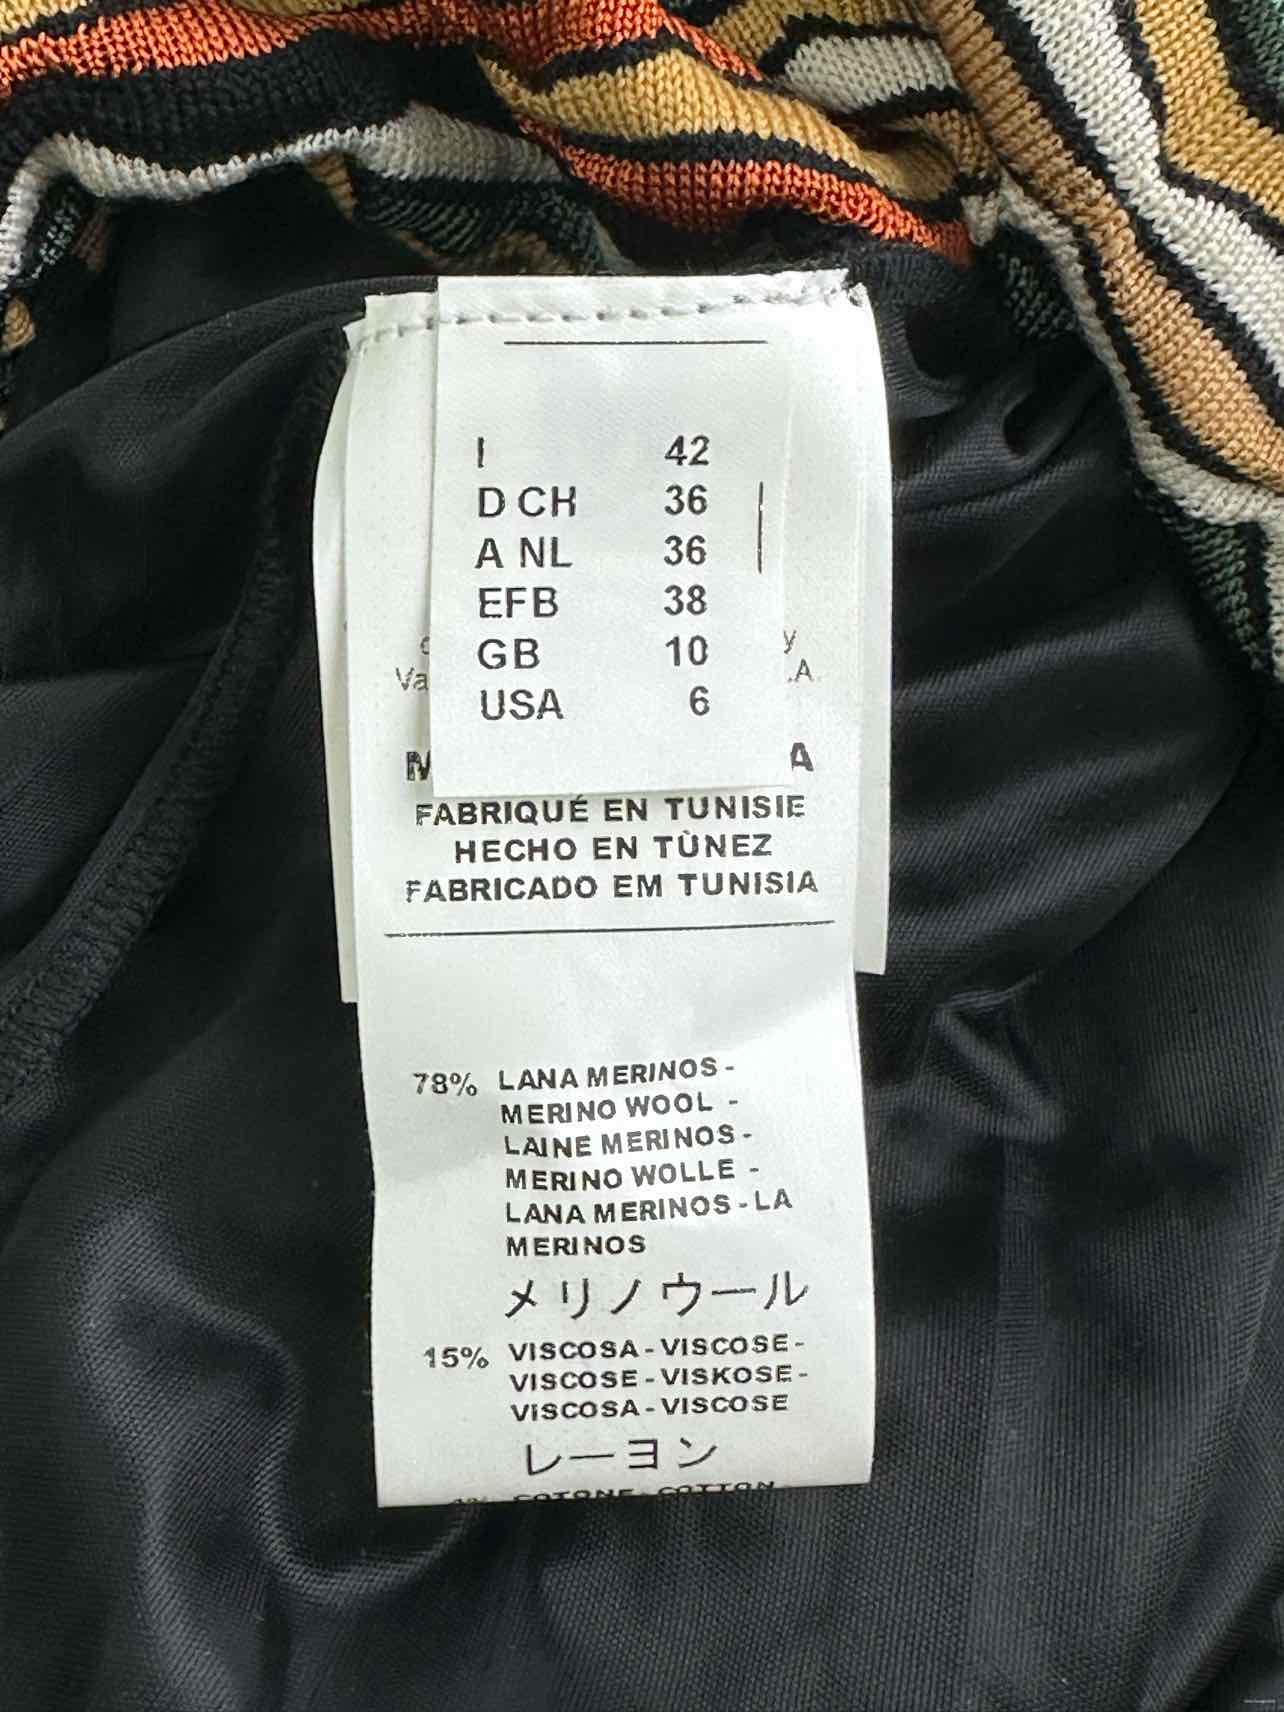 I 42
D CH 36
A NL 36
EFB 38
GB 10
USA 6
FABRIQUÉ EN TUNISIE
HECHO EN TÙNEZ
FABRICADO EM TUNISIA
78% LANA MERINOS -
MERINO WOOL -
LAINE MERINOS -
MERINO WOLLE -
LANA MERINOS - LA
MERINOS
メリノウール
15% VISCOSA - VISCOSE -
VISCOSE - VISKOSE -
VISCOSA - VISCOSE
レーヨン
COTONE COTTON